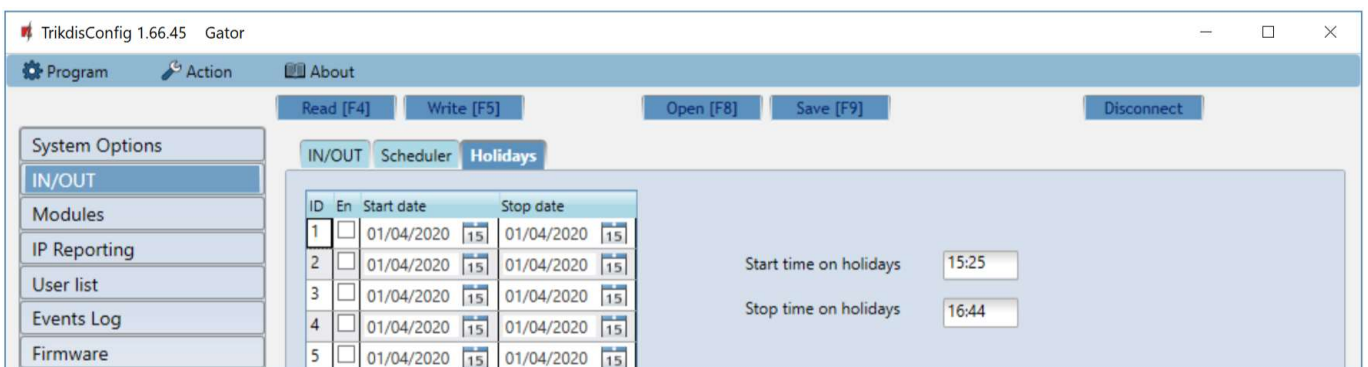 TrikdisConfig 1.66.45 Gator
Program Action About
Read [F4] Write [F5] Open [F8] Save [F9] Disconnect
System Options
IN/OUT
Modules
IP Reporting
User list
Events Log
Firmware
IN/OUT Scheduler Holidays
ID En Start date Stop date
1 01/04/2020 15 01/04/2020 15
2 01/04/2020 15 01/04/2020 15
3 01/04/2020 15 01/04/2020 15
4 01/04/2020 15 01/04/2020 15
5 01/04/2020 15 01/04/2020 15
Start time on holidays 15:25
Stop time on holidays 16:44